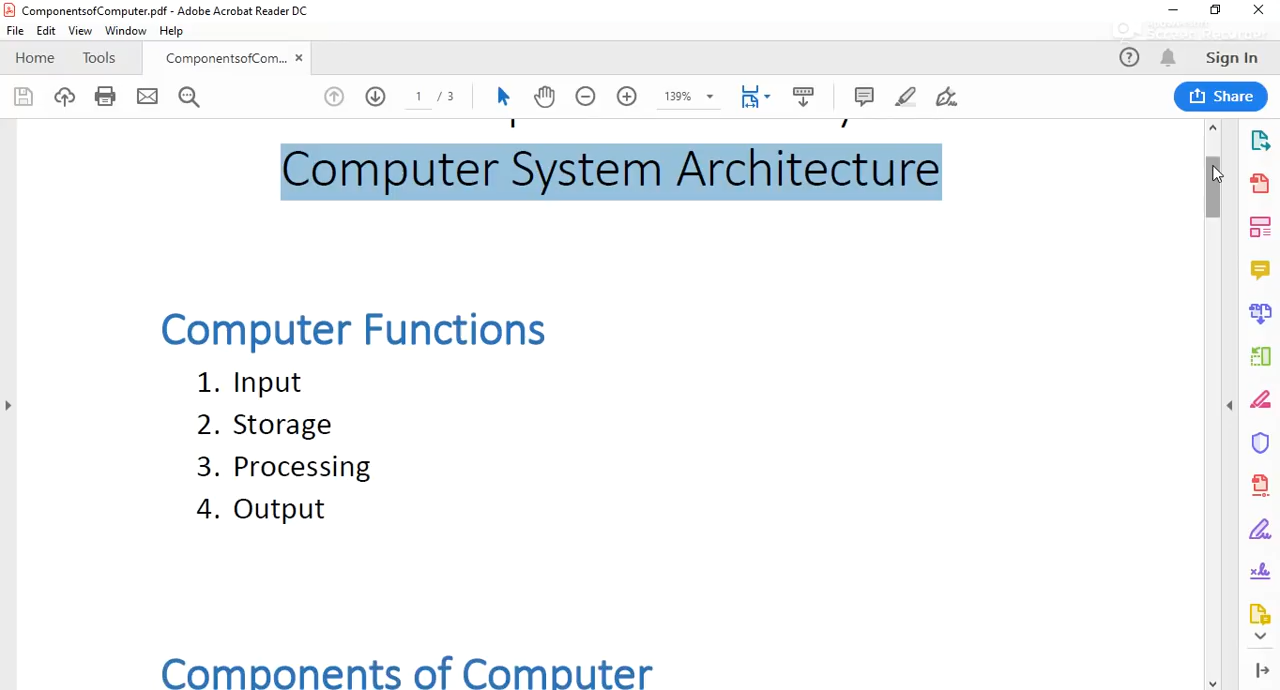 ComponentsofComputer.pdf - Adobe Acrobat Reader DC
File Edit View Window Help
Home Tools ComponentsofCom... × Sign In
1 / 3 139% Share
Computer System Architecture
Computer Functions
1. Input
2. Storage
3. Processing
4. Output
Components of Computer